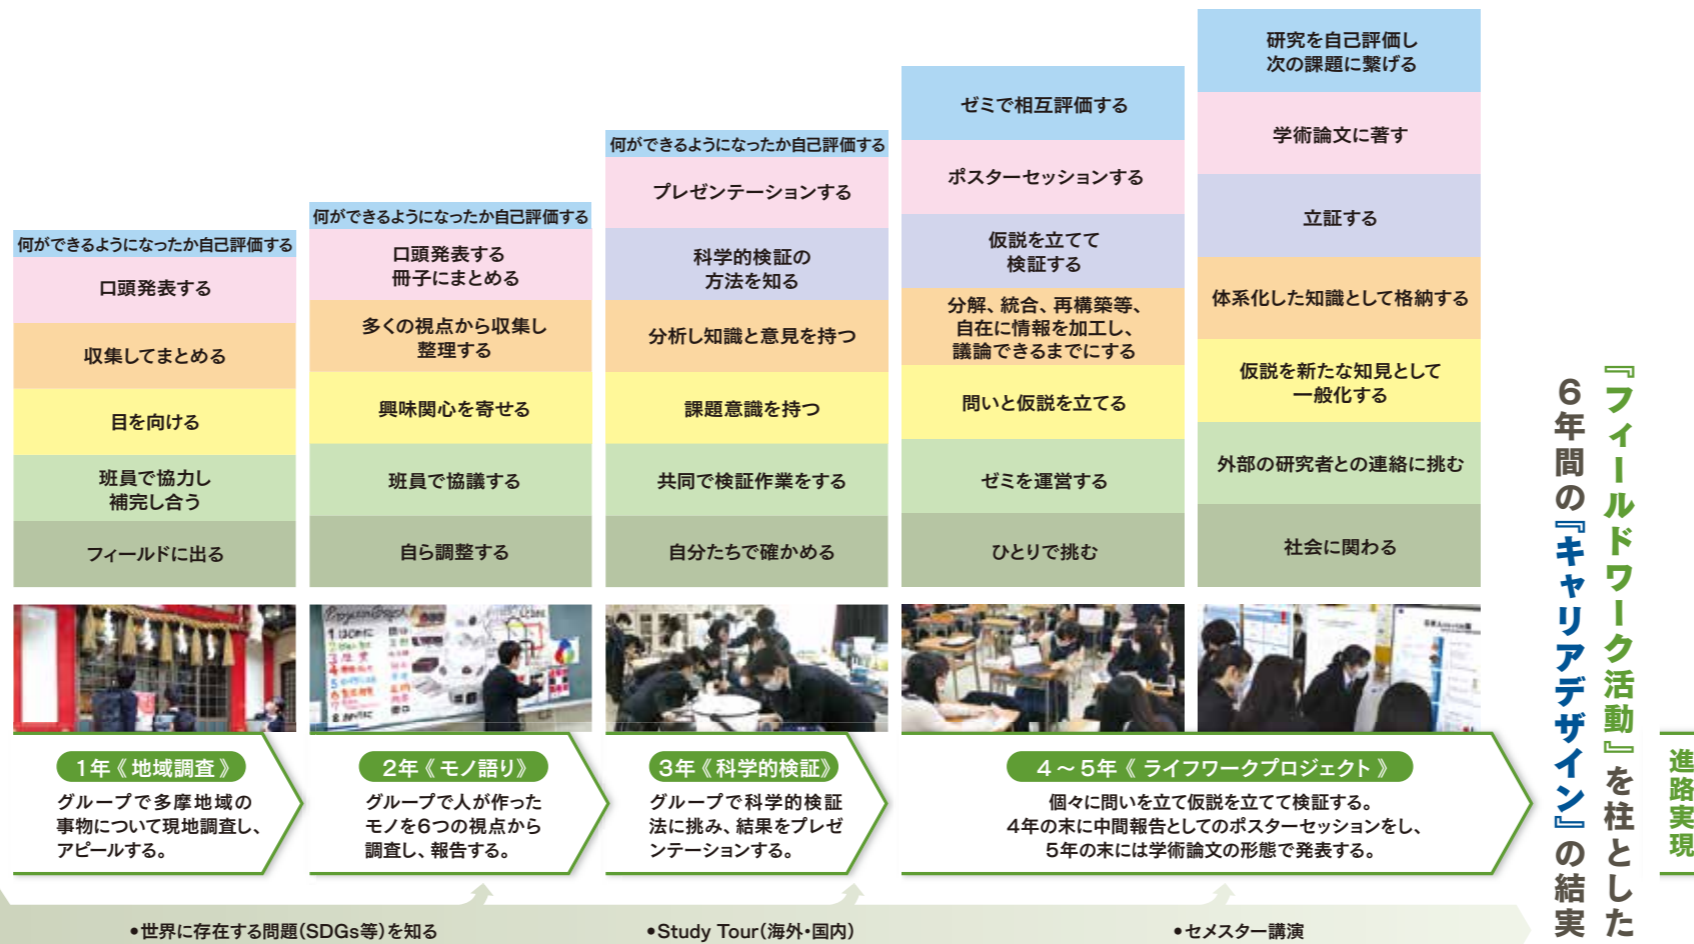 何ができるようになったか自己評価する
口頭発表する
収集してまとめる
目を向ける
班員で協力し
補完し合う
フィールドに出る
何ができるようになったか自己評価する
口頭発表する
冊子にまとめる
多くの視点から収集し
整理する
興味関心を寄せる
班員で協議する
自ら調整する
何ができるようになったか自己評価する
プレゼンテーションする
科学的検証の
方法を知る
分析し知識と意見を持つ
課題意識を持つ
共同で検証作業をする
自分たちで確かめる
ゼミで相互評価する
ポスターセッションする
仮説を立てて
検証する
分解、統合、再構築等、
自在に情報を加工し、
議論できるまでにする
問いと仮説を立てる
ゼミを運営する
ひとりで挑む
研究を自己評価し
次の課題に繋げる
学術論文に著す
立証する
体系化した知識として格納する
仮説を新たな知見として
一般化する
外部の研究者との連絡に挑む
社会に関わる
1年《地域調査》
グループで多摩地域の
事物について現地調査し、
アピールする。
2年《モノ語り》
グループで人が作った
モノを6つの視点から
調査し、報告する。
3年《科学的検証》
グループで科学的検証
法に挑み、結果をプレゼ
ンテーションする。
4～5年《ライフワークプロジェクト》
個々に問いを立て仮説を立てて検証する。
4年の末に中間報告としてのポスターセッションをし、
5年の末には学術論文の形態で発表する。
•世界に存在する問題(SDGs等)を知る
•Study Tour(海外・国内)
•セメスター講演
『フィールドワーク活動』を柱とした
6年間の『キャリアデザイン』の結実
進路実現